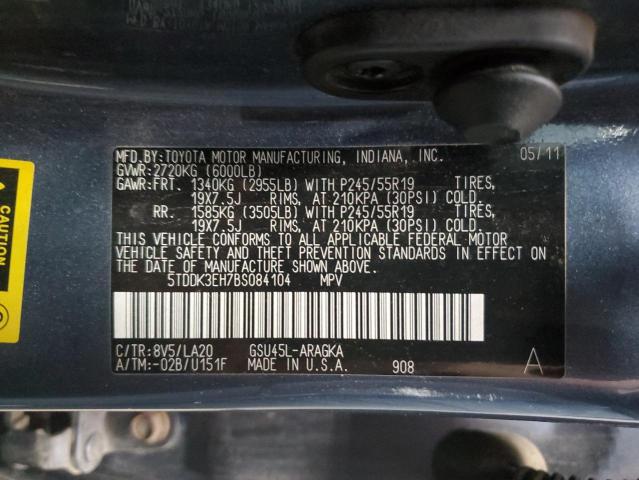 MFD.BY:TOYOTA MOTOR MANUFACTURING, INDIANA, INC. 05/11
GVWR:2720KG (6000LB)
GAWR:FRT. 1340KG (2955LB) WITH P245/55R19 TIRES,
19X7.5J RIMS, AT 210KPA (30PSI) COLD.
RR. 1585KG (3505LB) WITH P245/55R19 TIRES,
19X7.5J RIMS, AT 210KPA (30PSI) COLD.
THIS VEHICLE CONFORMS TO ALL APPLICABLE FEDERAL MOTOR
VEHICLE SAFETY AND THEFT PREVENTION STANDARDS IN EFFECT ON
THE DATE OF MANUFACTURE SHOWN ABOVE.
5TDDK3EH7BS084104 MPV
C/TR:8V5/LA20 GSU45L-ARAGKA
A/TM:-02B/U151F MADE IN U.S.A. 908 A
CAUTION